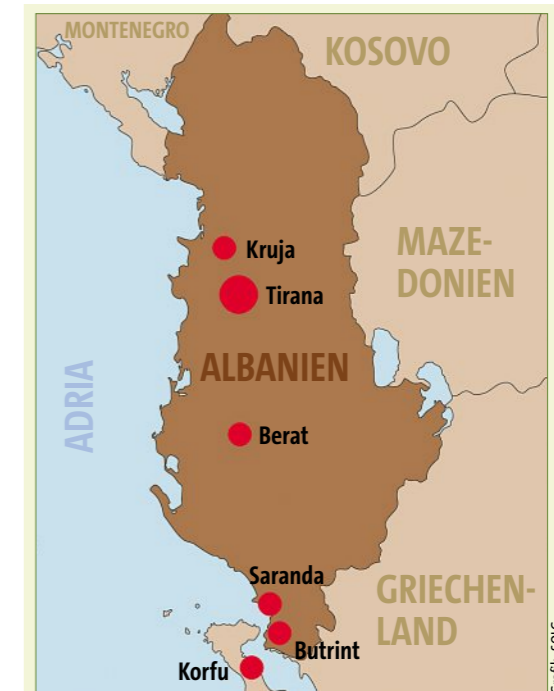 MONTENEGRO
KOSOVO
Kruja
MAZE-
DONIEN
Tirana
ALBANIEN
ADRIA
Berat
Saranda
GRIECHEN-
LAND
Butrint
Korfu